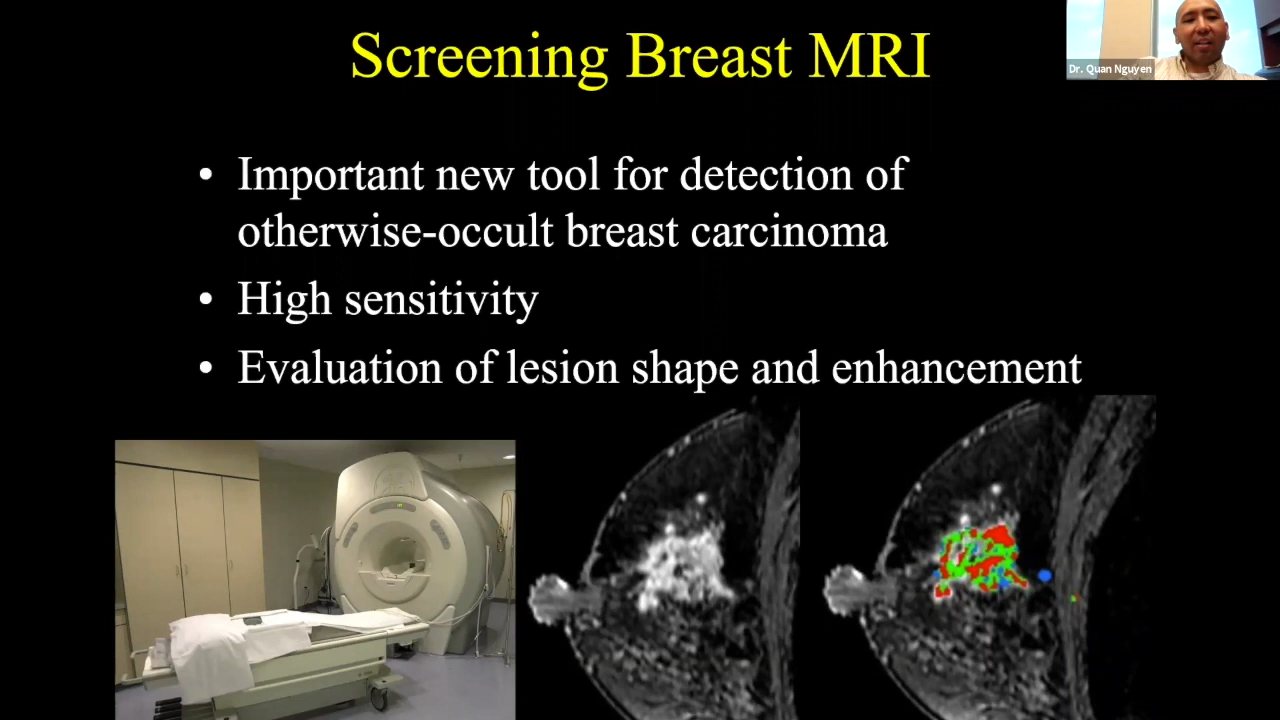 Screening Breast MRI
Dr. Quan Nguyen
• Important new tool for detection of
otherwise-occult breast carcinoma
• High sensitivity
• Evaluation of lesion shape and enhancement